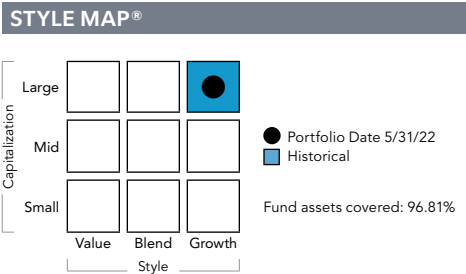 STYLE MAP®
Large
Mid
Small
Capitalization
Value Blend Growth
Style
Portfolio Date 5/31/22
Historical
Fund assets covered: 96.81%